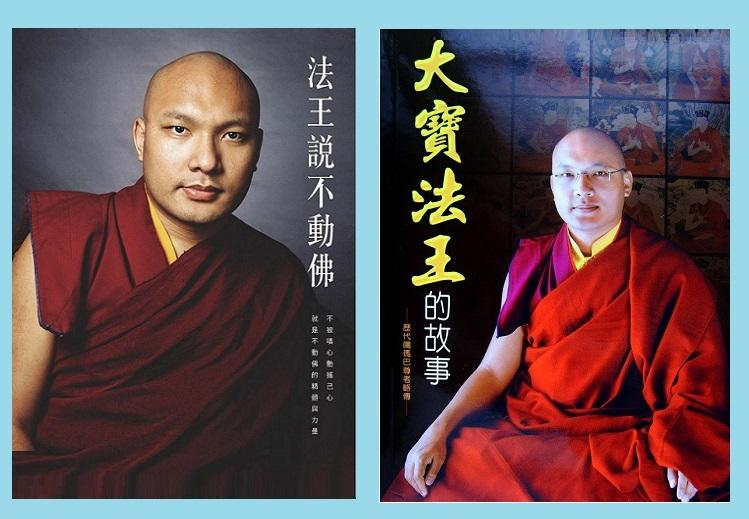 法王説不動佛
不被嗔心動搖己心
就是不動佛的精髓與力量
大寶法王
的故事
——歷代噶瑪巴尊者略傳——